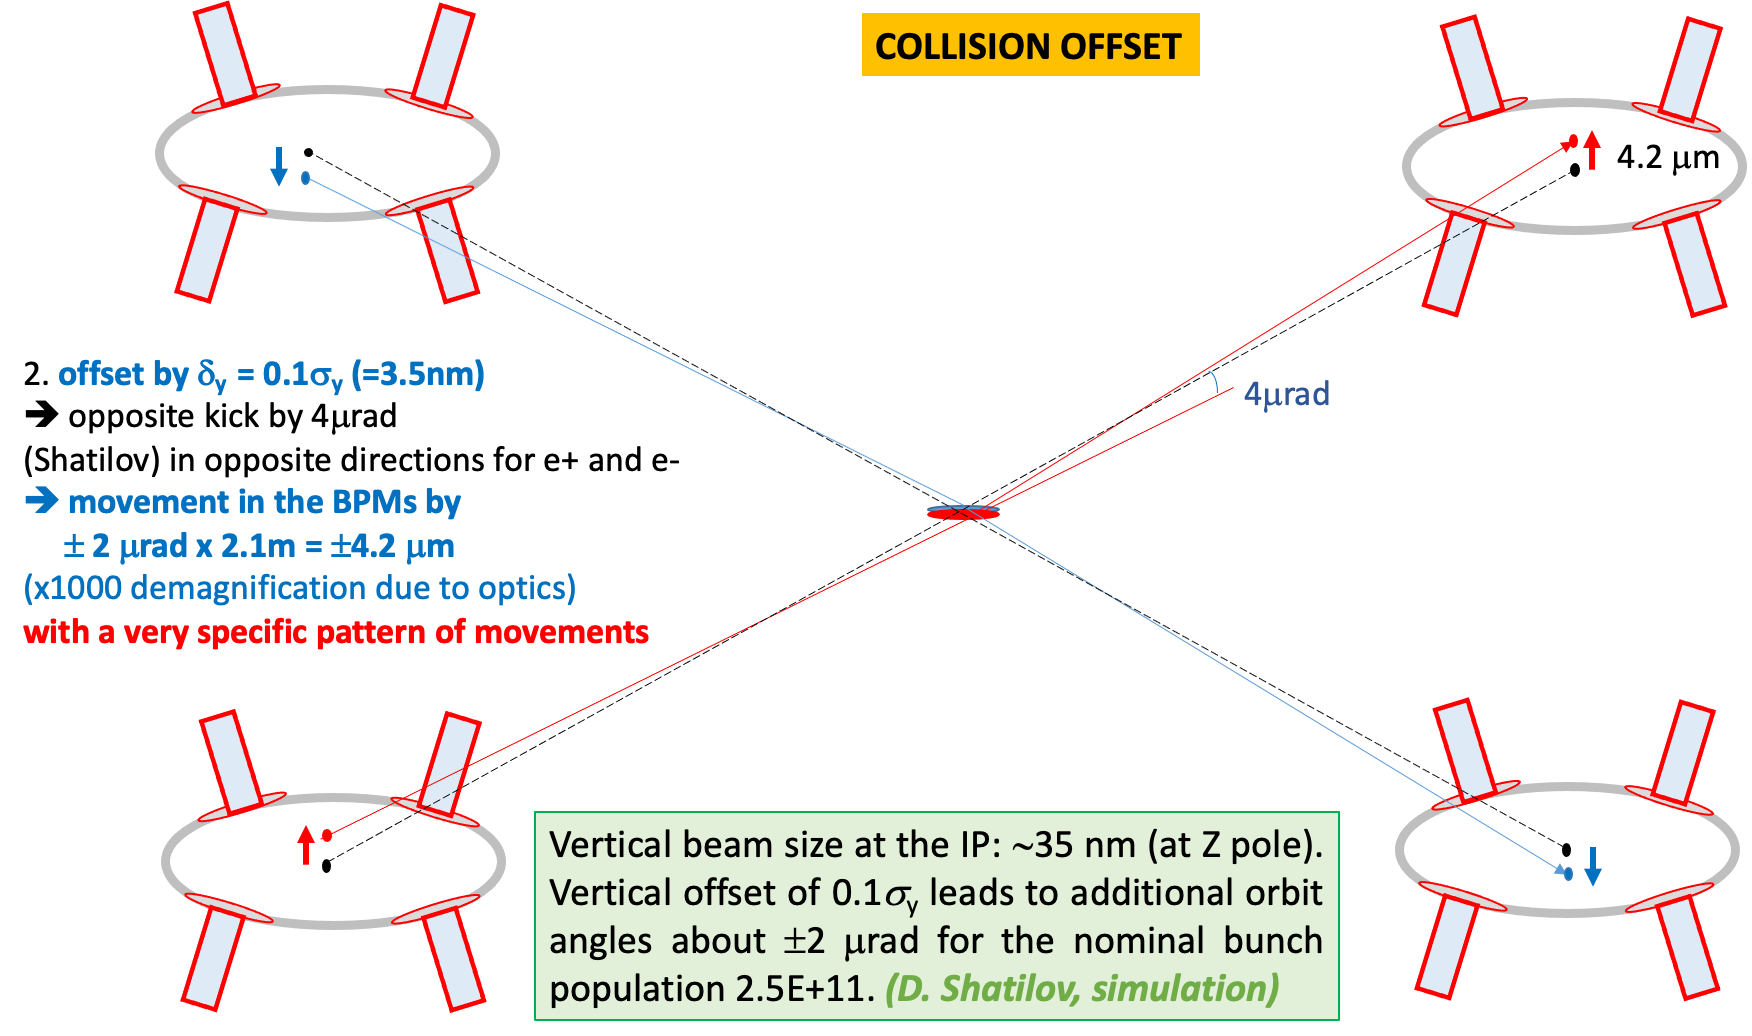 COLLISION OFFSET
4.2 μm
2. offset by δy = 0.1σy (=3.5nm)
➔ opposite kick by 4μrad
(Shatilov) in opposite directions for e+ and e-
➔ movement in the BPMs by
± 2 μrad x 2.1m = ±4.2 μm
(x1000 demagnification due to optics)
with a very specific pattern of movements
4μrad
Vertical beam size at the IP: ~35 nm (at Z pole).
Vertical offset of 0.1σy leads to additional orbit
angles about ±2 μrad for the nominal bunch
population 2.5E+11. (D. Shatilov, simulation)